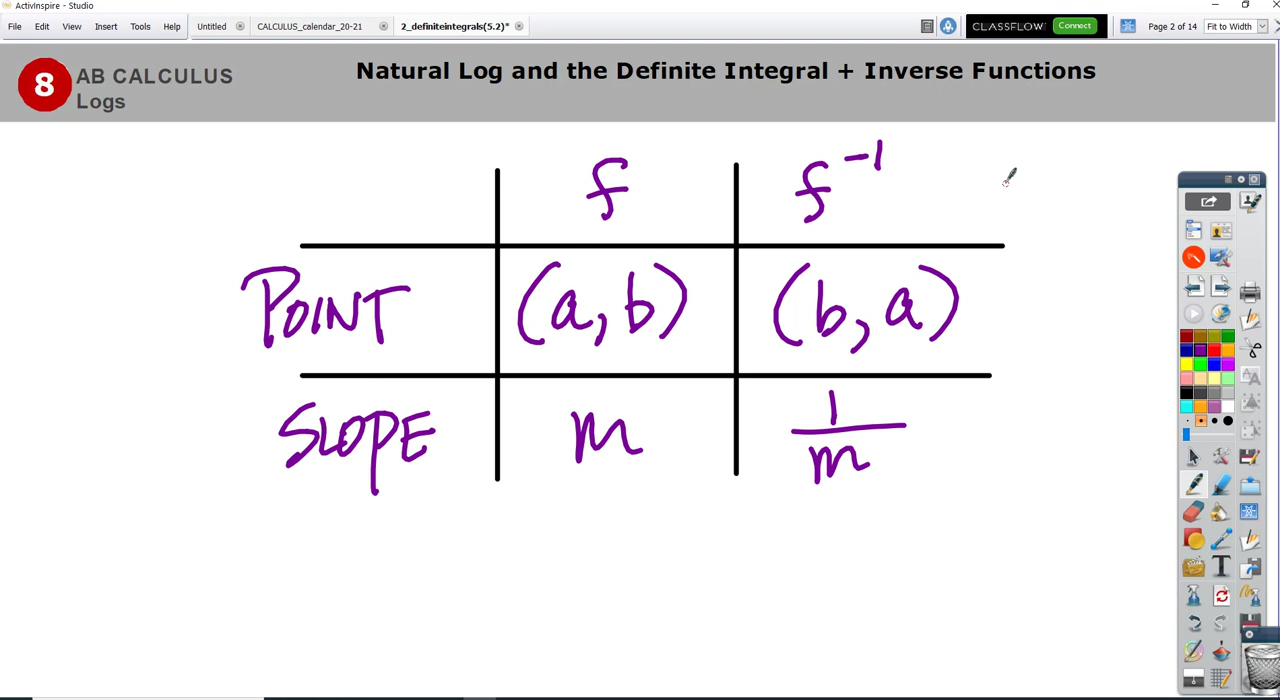 ActivInspire - Studio
File Edit View Insert Tools Help Untitled CALCULUS_calendar_20-21 2_definiteintegrals(5.2)* CLASSFLOW Connect Page 2 of 14 Fit to Width
8 AB CALCULUS Logs
Natural Log and the Definite Integral + Inverse Functions
f f⁻¹
POINT (a, b) (b, a)
SLOPE m 1/m